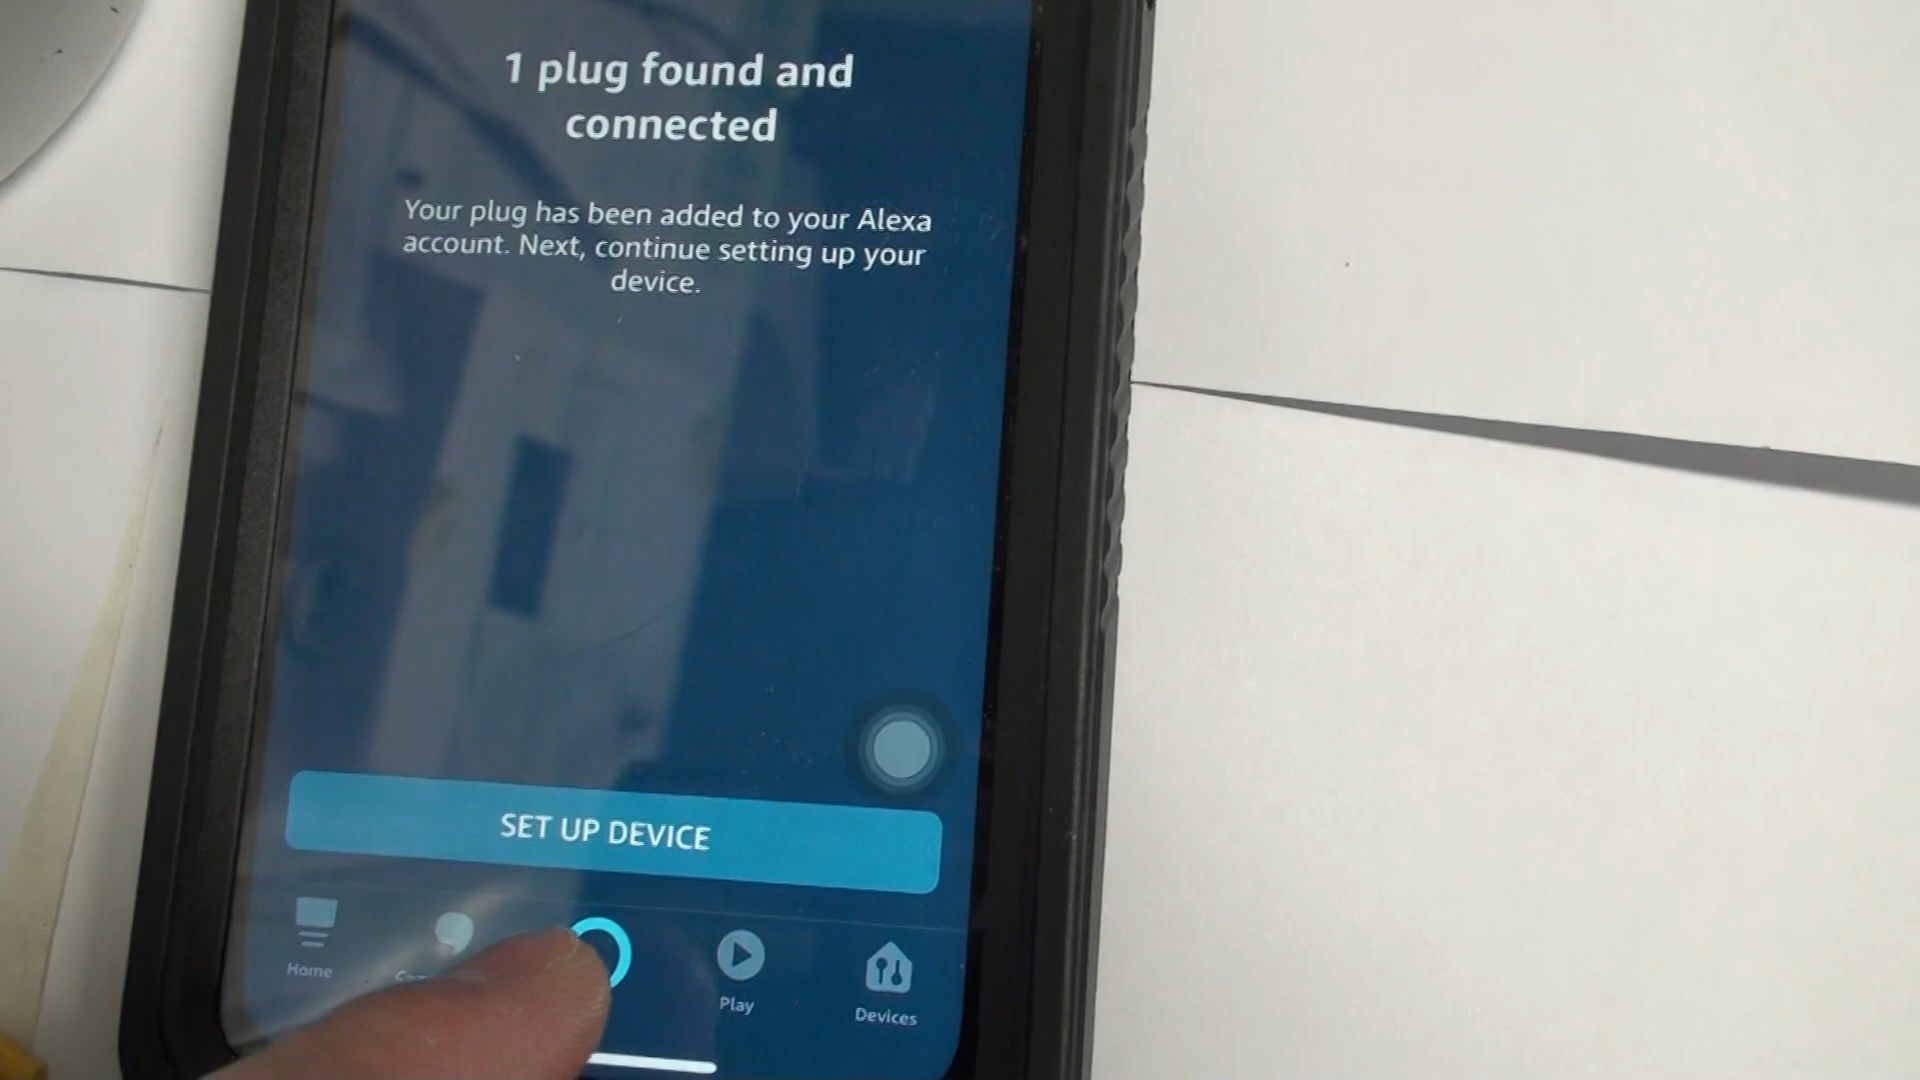 1 plug found and
connected
Your plug has been added to your Alexa
account. Next, continue setting up your
device.
SET UP DEVICE
Home
Play
Devices